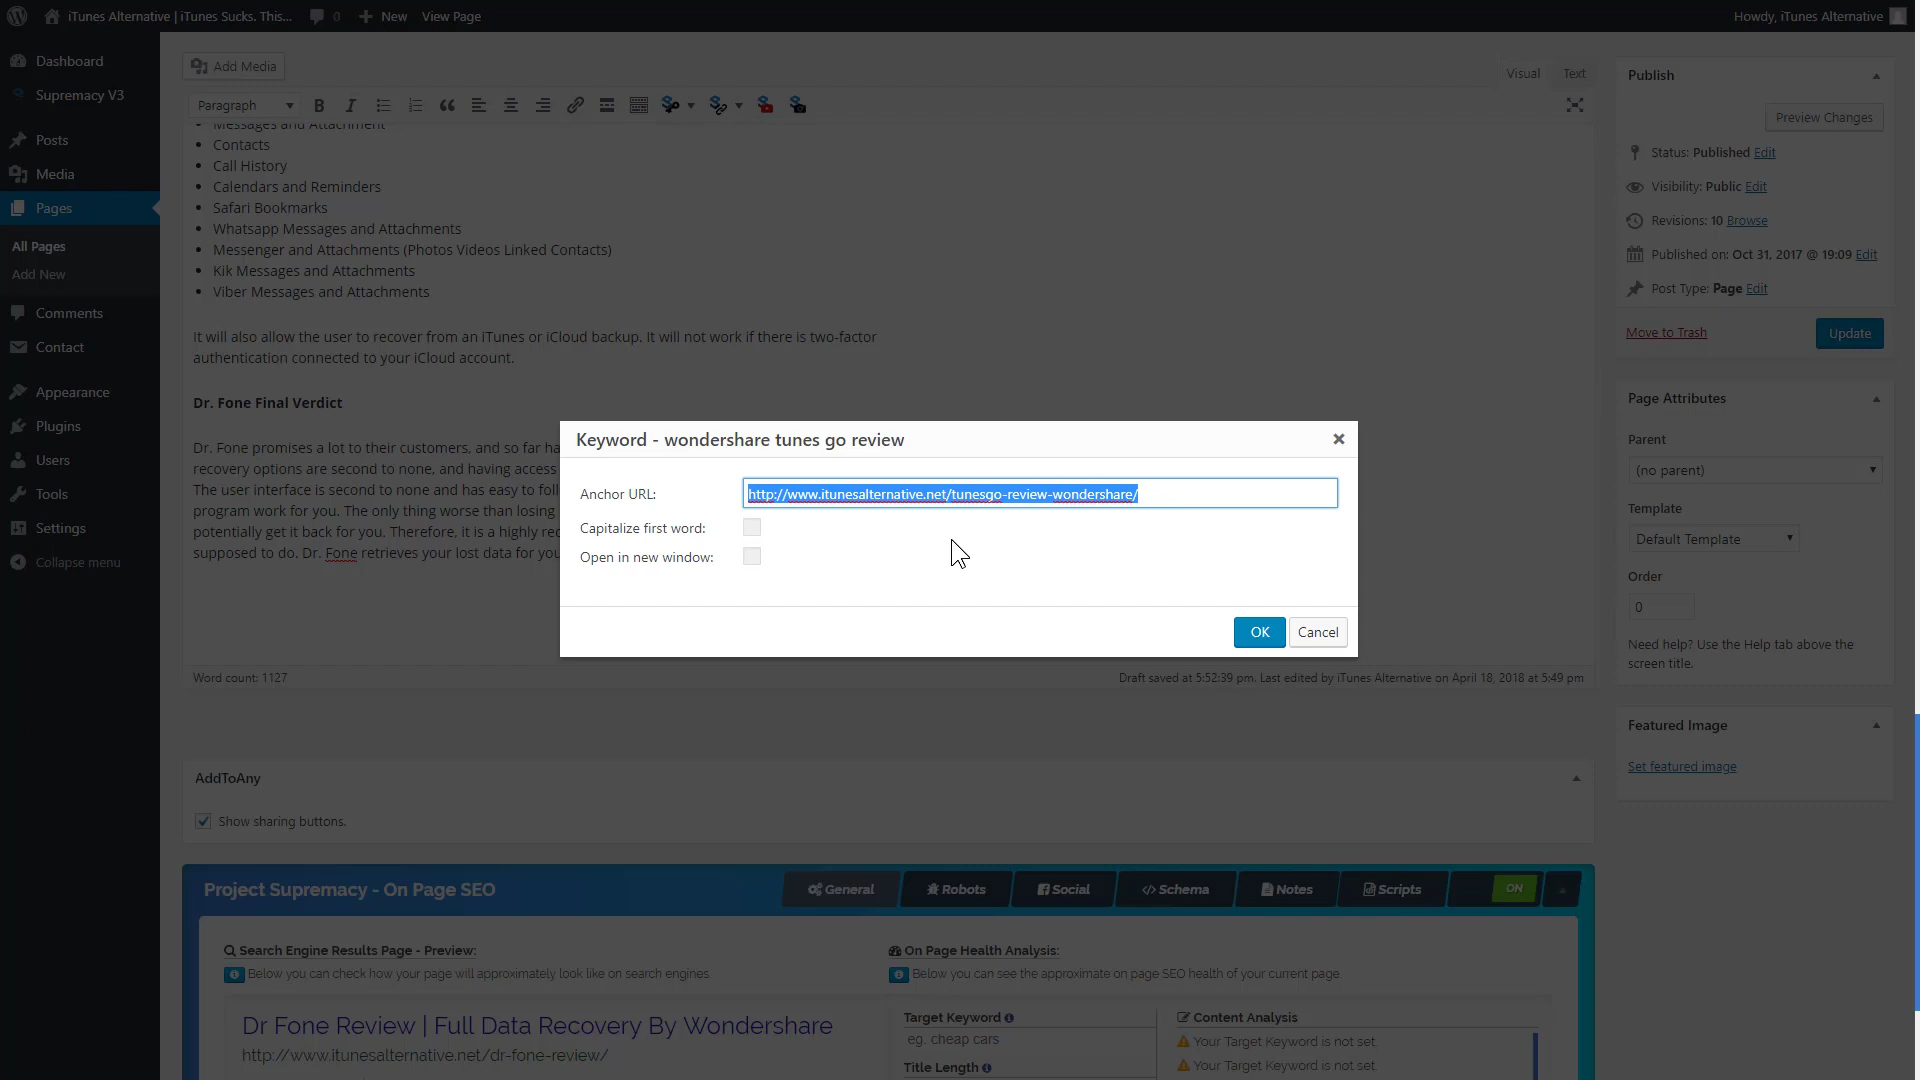 iTunes Alternative | iTunes Sucks. This...
0
New
View Page
Howdy, iTunes Alternative
Dashboard
Supremacy V3
Posts
Media
Pages
All Pages
Add New
Comments
Contact
Appearance
Plugins
Users
Tools
Settings
Collapse menu
Add Media
Visual
Text
Paragraph
Messages and Attachment
Contacts
Call History
Calendars and Reminders
Safari Bookmarks
Whatsapp Messages and Attachments
Messenger and Attachments (Photos Videos Linked Contacts)
Kik Messages and Attachments
Viber Messages and Attachments
It will also allow the user to recover from an iTunes or iCloud backup. It will not work if there is two-factor
authentication connected to your iCloud account.
Dr. Fone Final Verdict
Dr. Fone promises a lot to their customers, and so far ha
recovery options are second to none, and having access
The user interface is second to none and has easy to foll
program work for you. The only thing worse than losing
potentially get it back for you. Therefore, it is a highly re
supposed to do. Dr. Fone retrieves your lost data for you
Word count: 1127
Draft saved at 5:52:39 pm. Last edited by iTunes Alternative on April 18, 2018 at 5:49 pm
Keyword - wondershare tunes go review
Anchor URL:
http://www.itunesalternative.net/tunesgo-review-wondershare/
Capitalize first word:
Open in new window:
OK
Cancel
AddToAny
Show sharing buttons.
Project Supremacy - On Page SEO
General
Robots
Social
Schema
Notes
Scripts
ON
Search Engine Results Page - Preview:
Below you can check how your page will approximately look like on search engines
Dr Fone Review | Full Data Recovery By Wondershare
http://www.itunesalternative.net/dr-fone-review/
On Page Health Analysis:
Below you can see the approximate on page SEO health of your current page.
Target Keyword
eg. cheap cars
Title Length
Content Analysis
Your Target Keyword is not set.
Your Target Keyword is not set.
Publish
Preview Changes
Status: Published Edit
Visibility: Public Edit
Revisions: 10 Browse
Published on: Oct 31, 2017 @ 19:09 Edit
Post Type: Page Edit
Move to Trash
Update
Page Attributes
Parent
(no parent)
Template
Default Template
Order
0
Need help? Use the Help tab above the
screen title.
Featured Image
Set featured image